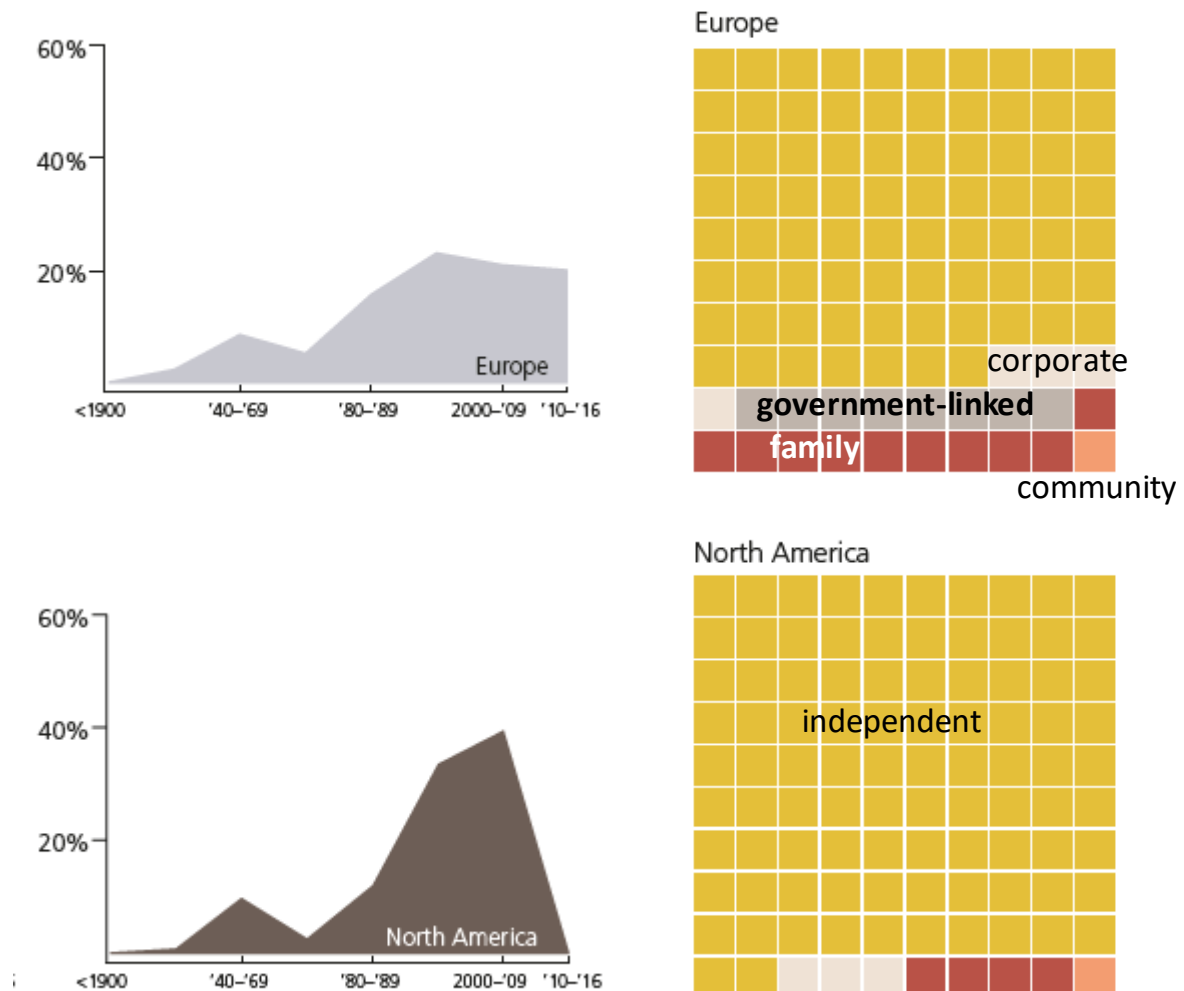 Europe
60%
40%
20%
Europe
<1900 '40–'69 '80–'89 2000–'09 '10–'16
corporate
government-linked
family
community
North America
60%
40%
20%
independent
North America
<1900 '40–'69 '80–'89 2000–'09 '10–'16